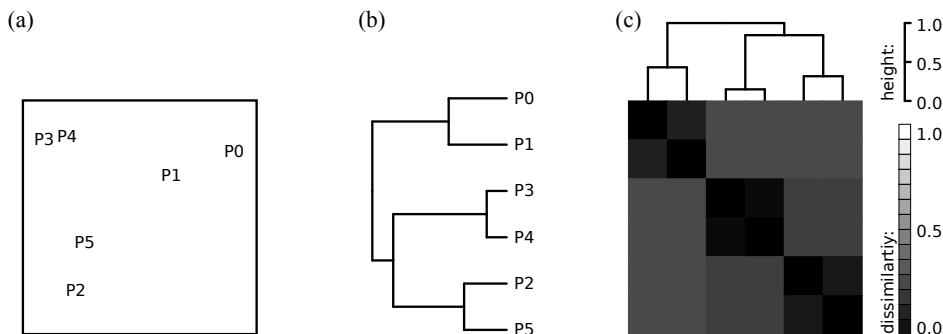 (a)
P3
P4
P0
P1
P5
P2
(b)
P0
P1
P3
P4
P2
P5
(c)
height:
1.0
0.5
0.0
dissimilartiy:
1.0
0.5
0.0